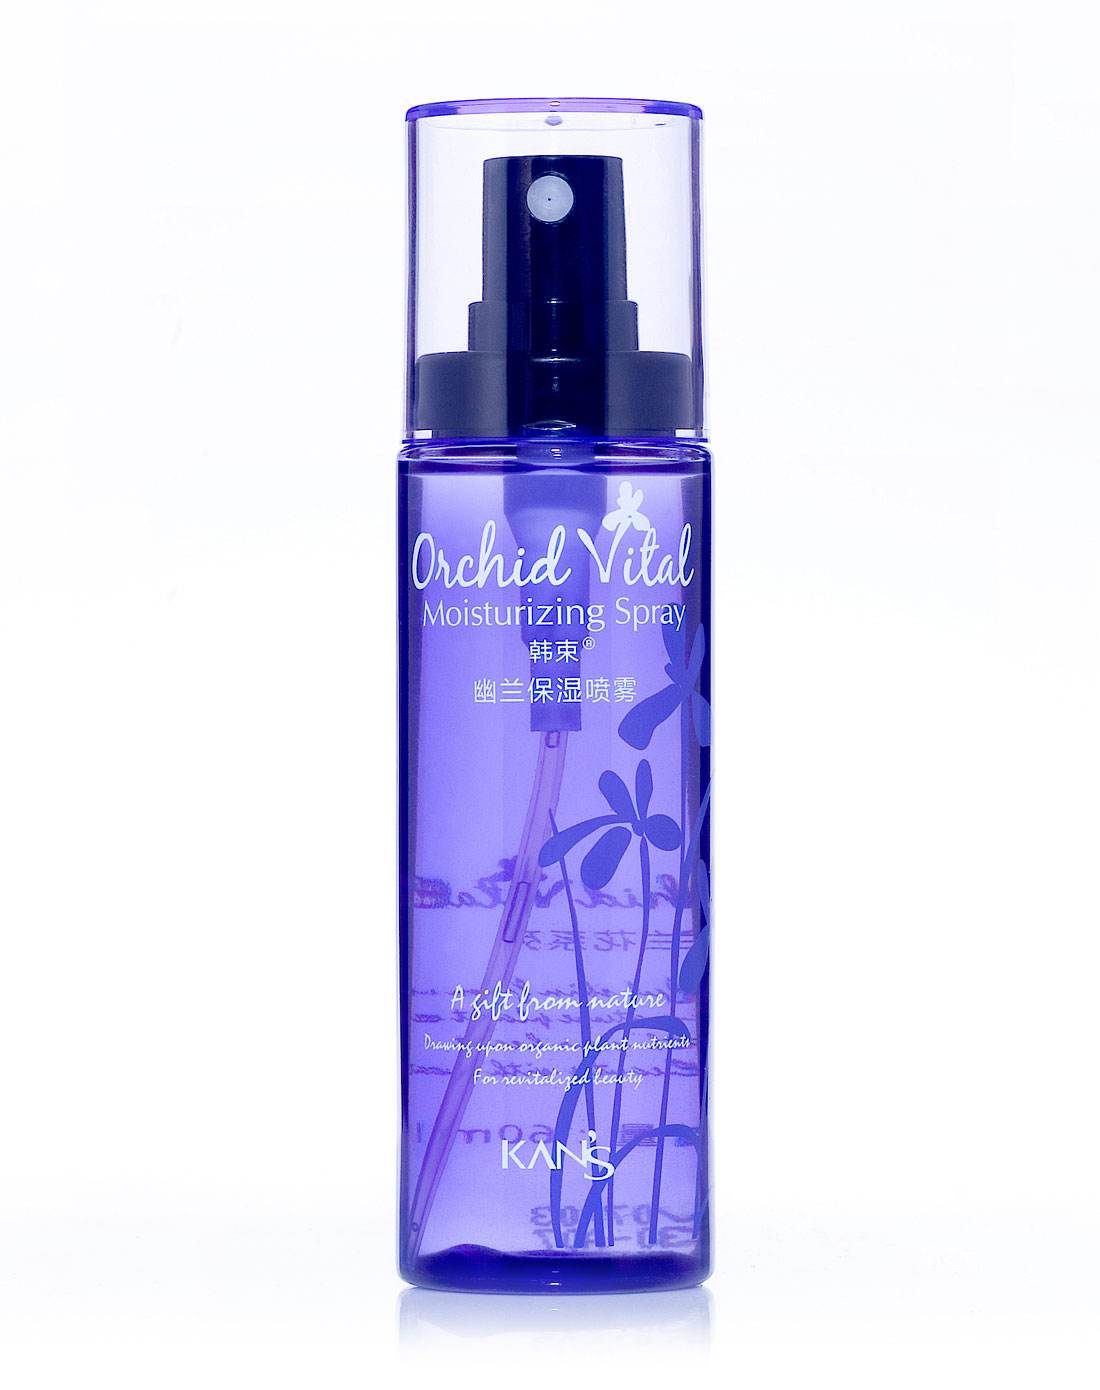 Orchid Vital
Moisturizing Spray
韩束®
幽兰保湿喷雾
A gift from nature
Drawing upon organic plant nutrients
For revitalized beauty
KAN'S